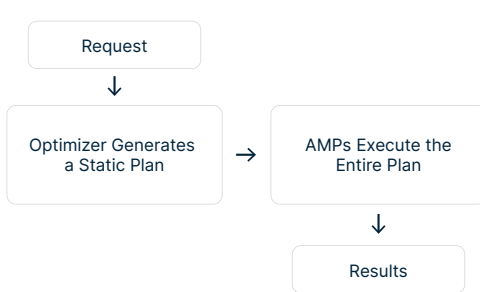 Request
Optimizer Generates
a Static Plan
AMPs Execute the
Entire Plan
Results